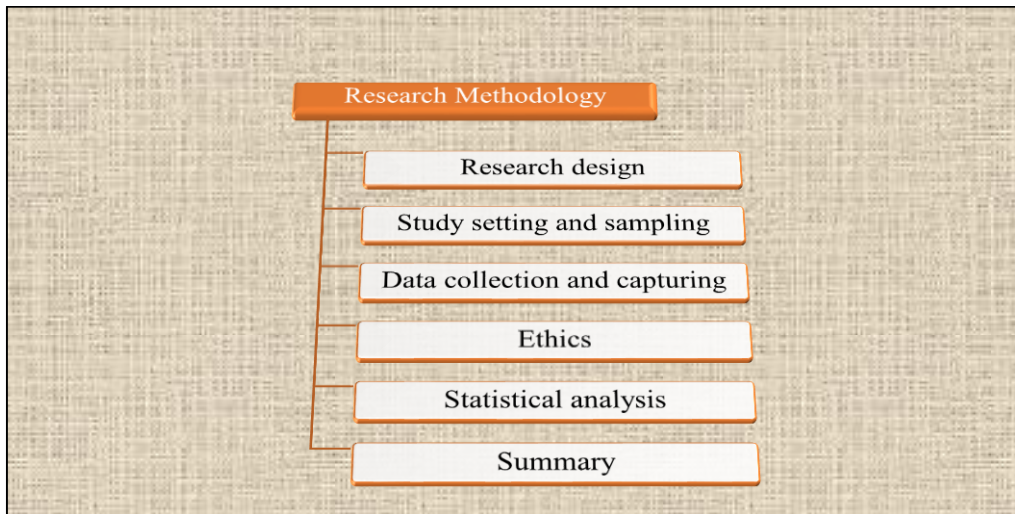 Research Methodology
Research design
Study setting and sampling
Data collection and capturing
Ethics
Statistical analysis
Summary